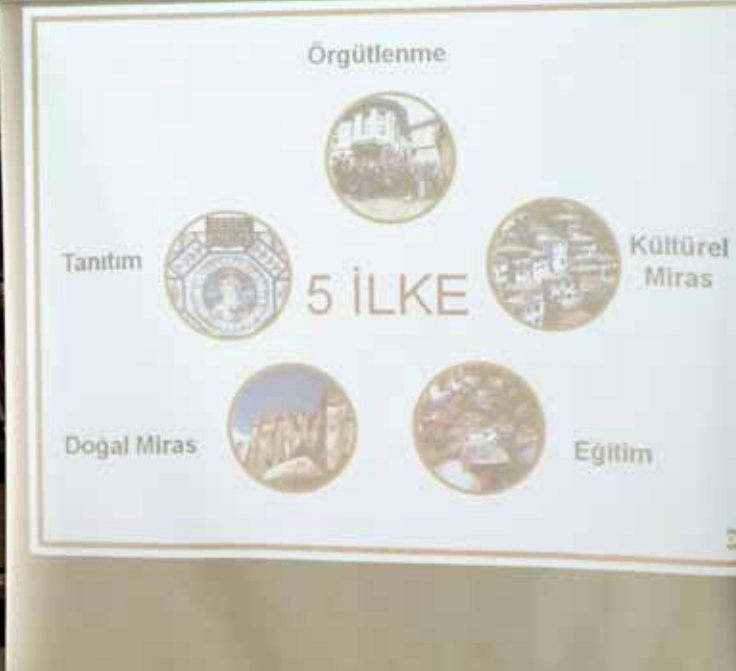 Örgütlenme
Tanıtım
5 İLKE
Kültürel
Miras
Doğal Miras
Eğitim